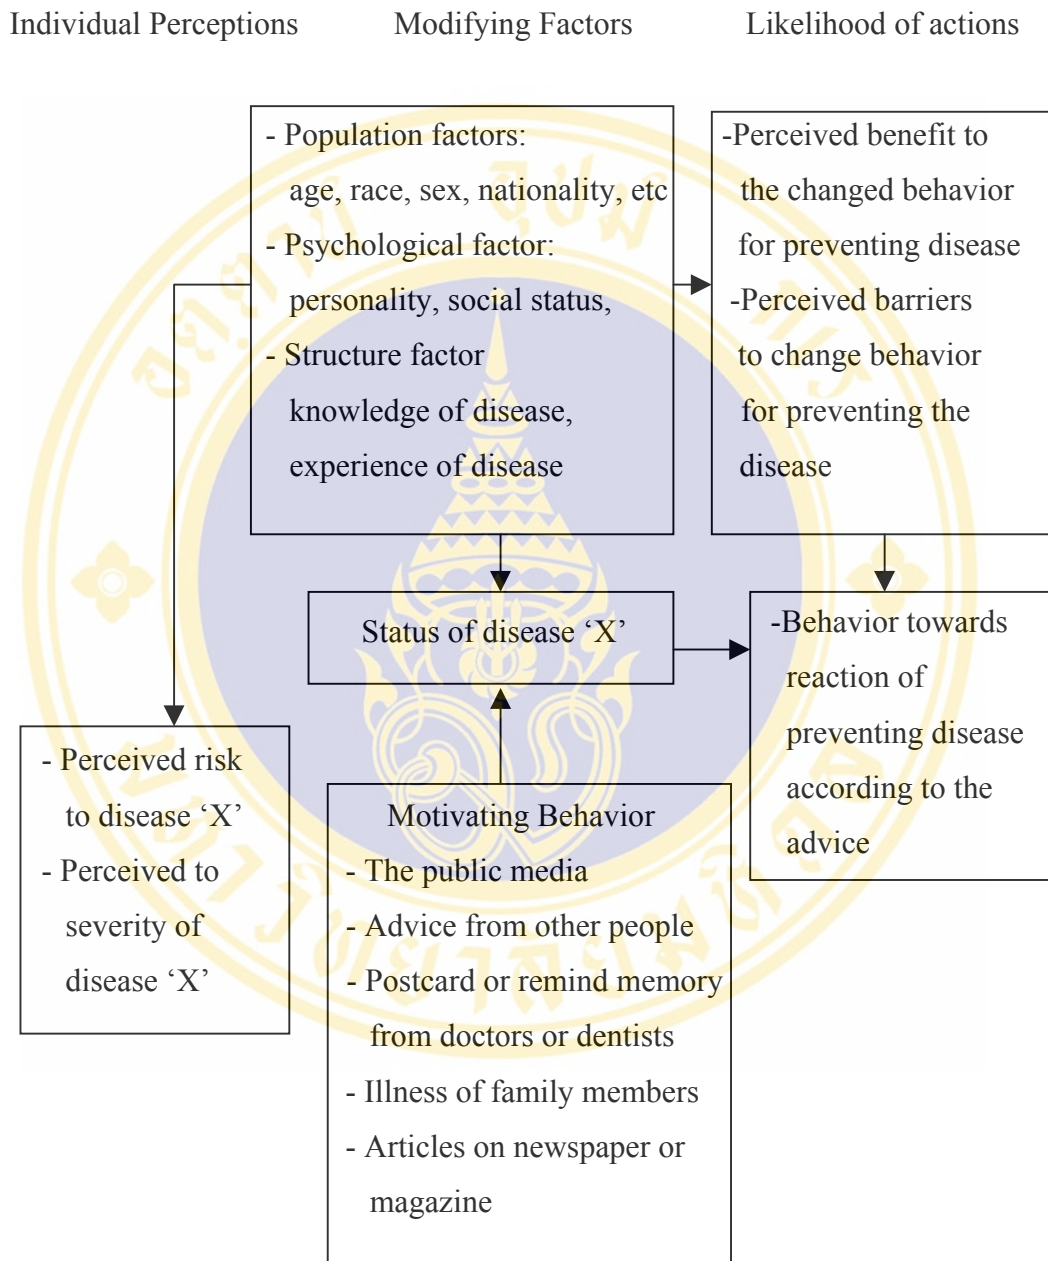 Individual Perceptions
Modifying Factors
Likelihood of actions
- Population factors:
age, race, sex, nationality, etc
- Psychological factor:
personality, social status,
- Structure factor
knowledge of disease,
experience of disease
-Perceived benefit to
the changed behavior
for preventing disease
-Perceived barriers
to change behavior
for preventing the
disease
Status of disease ‘X’
-Behavior towards
reaction of
preventing disease
according to the
advice
- Perceived risk
to disease ‘X’
- Perceived to
severity of
disease ‘X’
Motivating Behavior
- The public media
- Advice from other people
- Postcard or remind memory
from doctors or dentists
- Illness of family members
- Articles on newspaper or
magazine